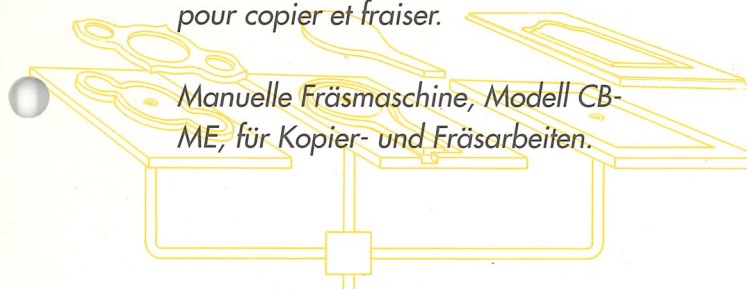 pour copier et fraiser.
Manuelle Fräsmaschine, Modell CB-
ME, für Kopier- und Fräsarbeiten.